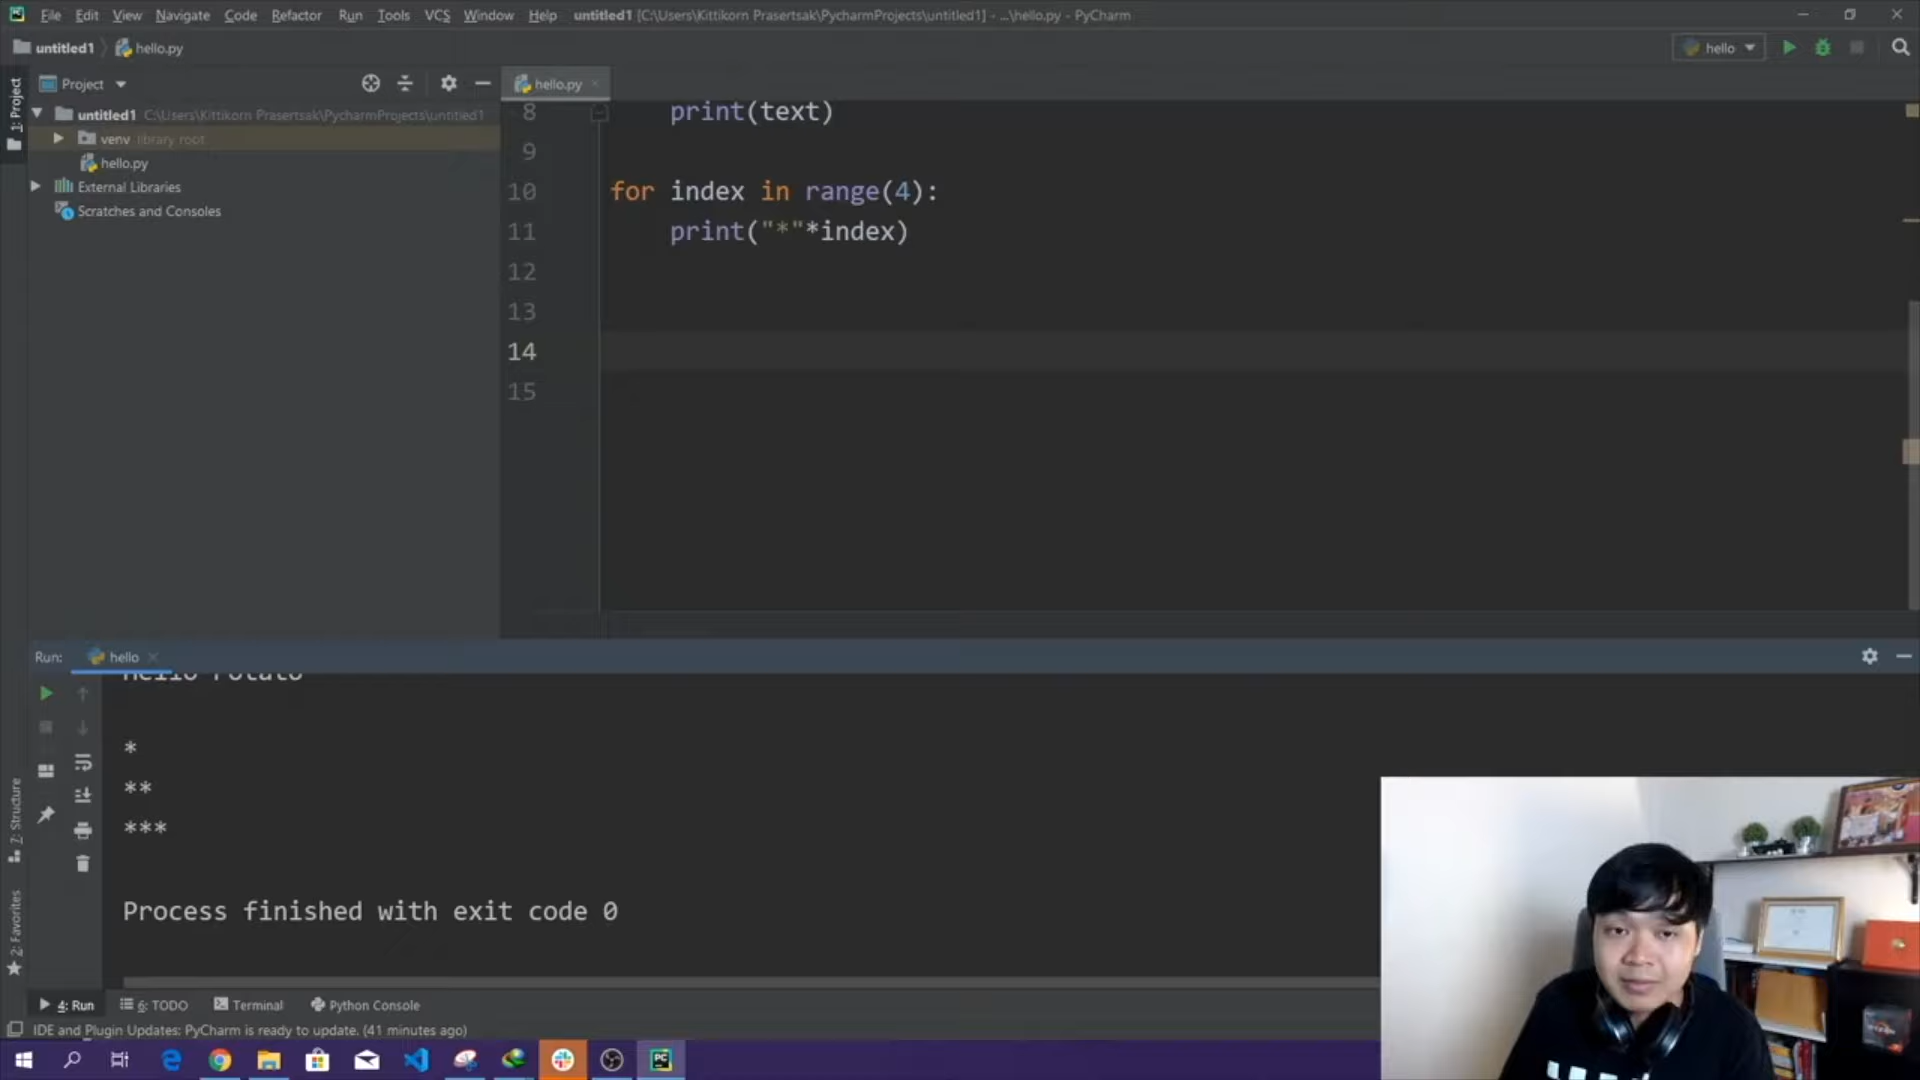 File Edit View Navigate Code Refactor Run Tools VCS Window Help untitled1 [C:\Users\Kittikorn Prasertsak\PycharmProjects\untitled1] - ...\hello.py - PyCharm
untitled1 hello.py hello
1: Project
Project hello.py
untitled1 C:\Users\Kittikorn Prasertsak\PycharmProjects\untitled1
venv library root
hello.py
External Libraries
Scratches and Consoles
8 print(text)
9
10 for index in range(4):
11 print("*"*index)
12
13
14
15
Run: hello
Hello Potato
*
**
***
Process finished with exit code 0
7: Structure
2: Favorites
4: Run 6: TODO Terminal Python Console
IDE and Plugin Updates: PyCharm is ready to update. (41 minutes ago)